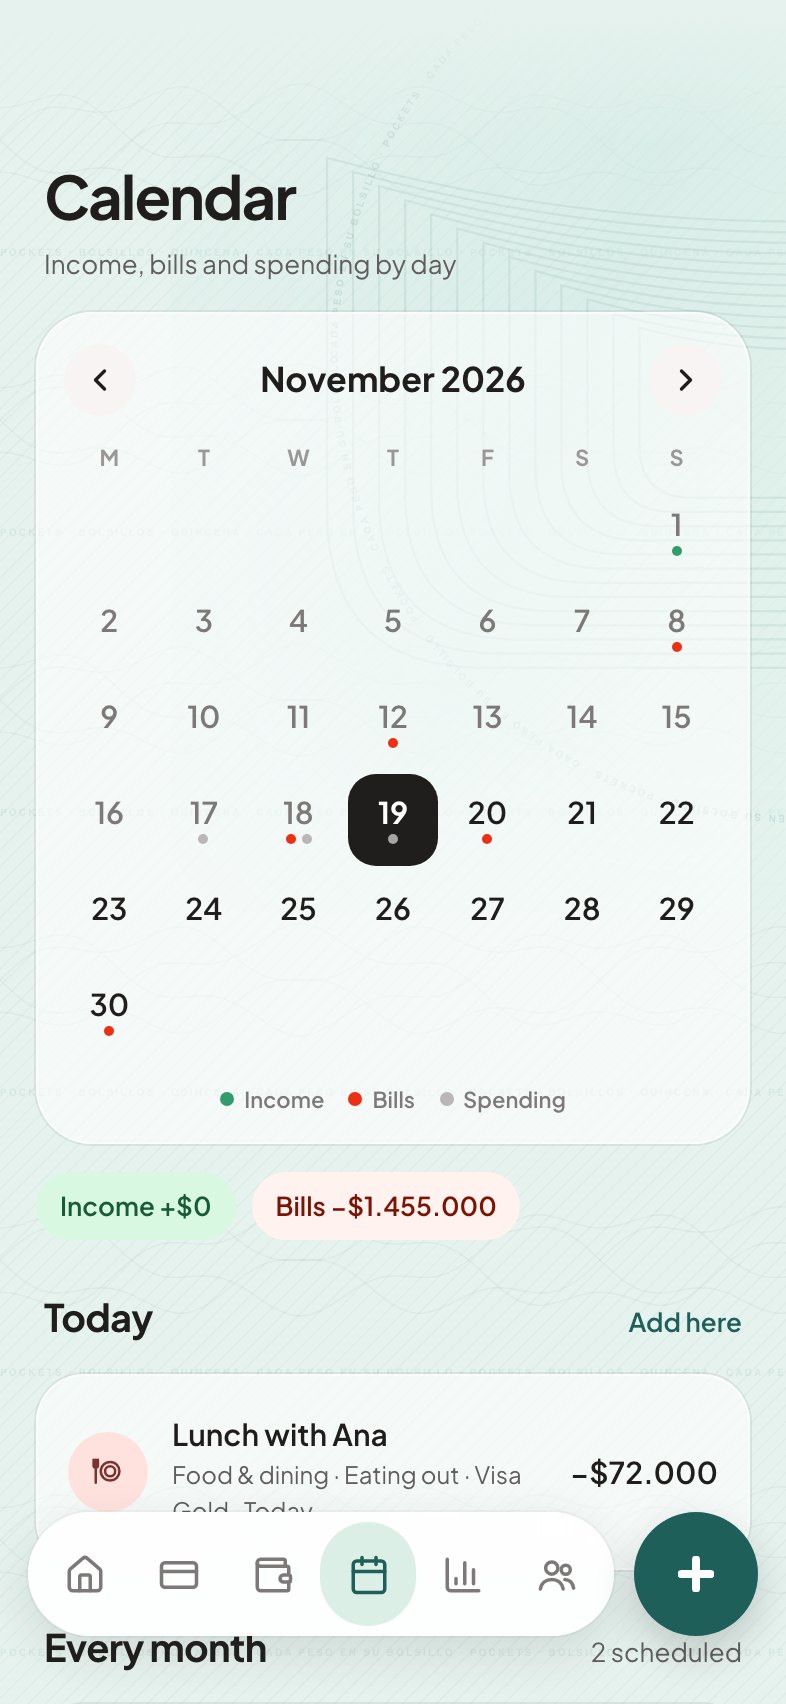 Calendar
Income, bills and spending by day
November 2026
M T W T F S S
1
2 3 4 5 6 7 8
9 10 11 12 13 14 15
16 17 18 19 20 21 22
23 24 25 26 27 28 29
30
Income Bills Spending
Income +$0 Bills –$1.455.000
Today Add here
Lunch with Ana
Food & dining · Eating out · Visa –$72.000
Gold · Today
Every month 2 scheduled